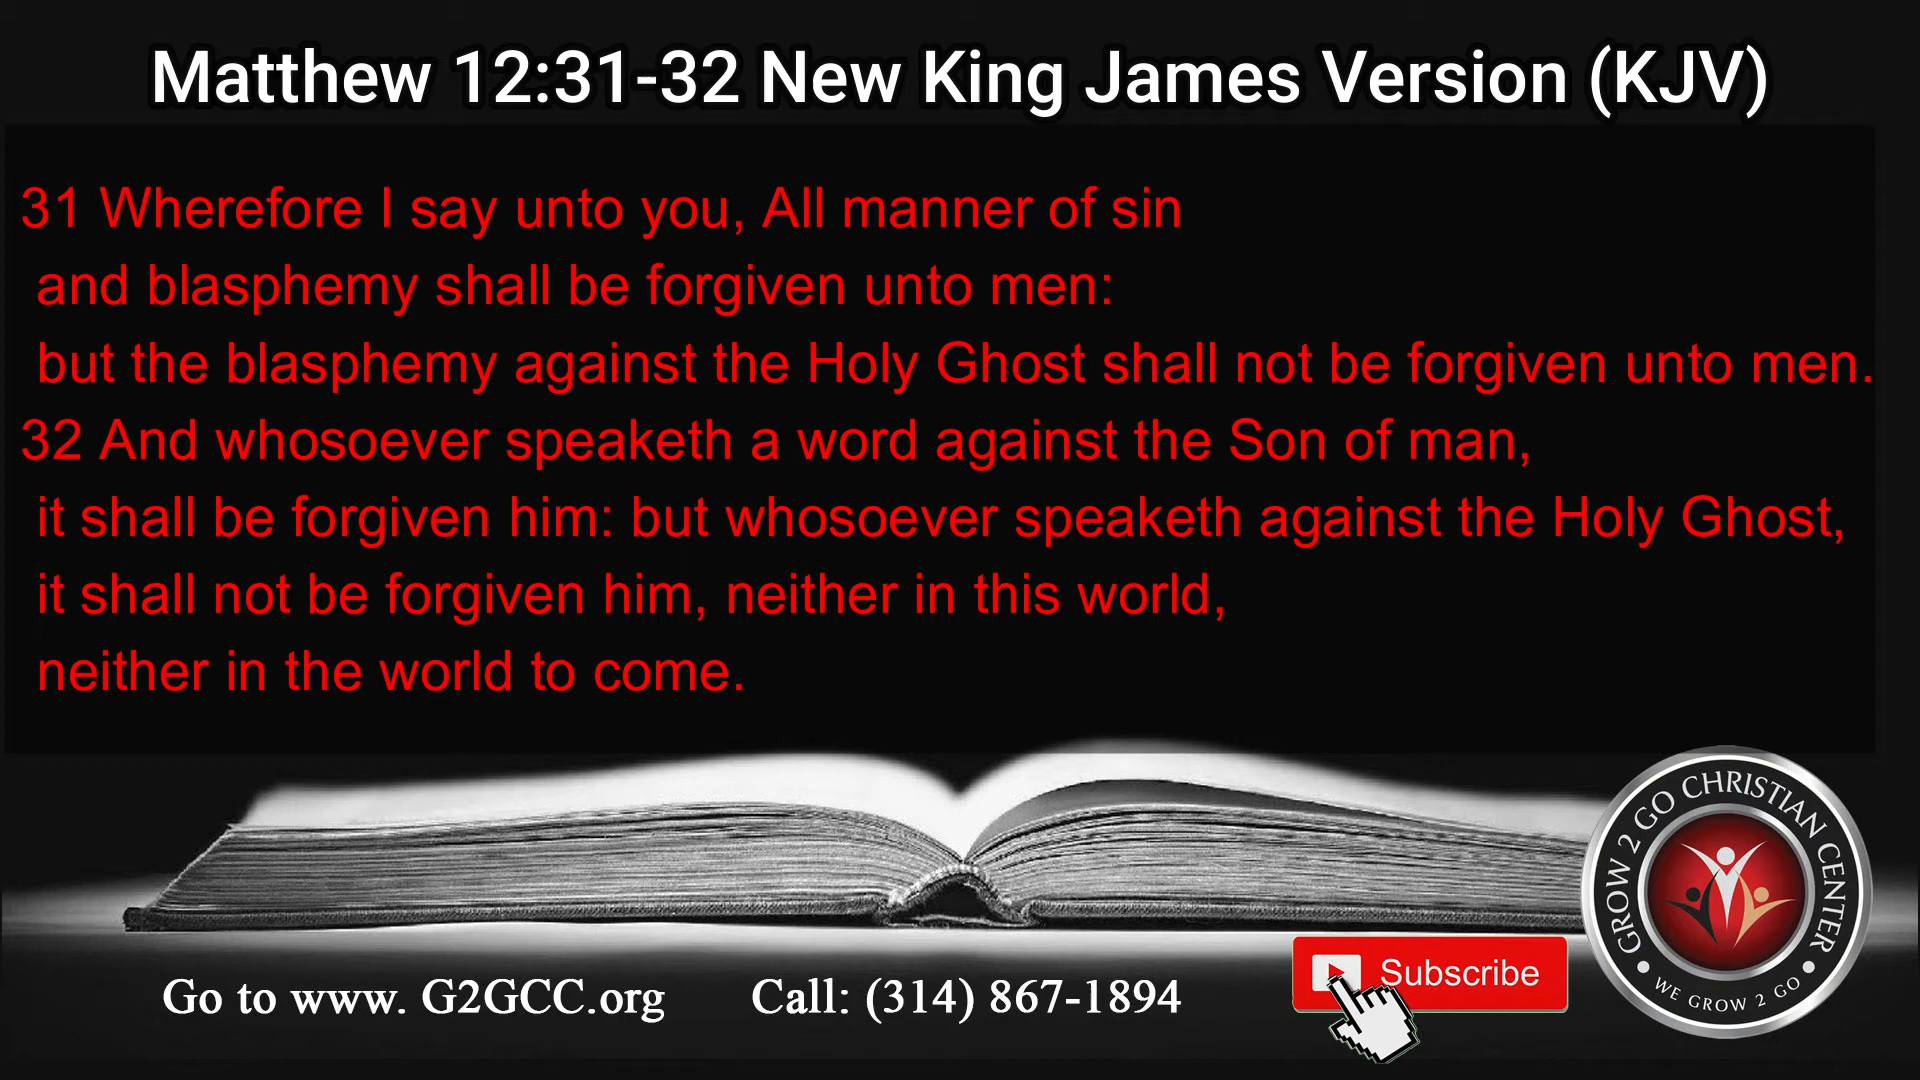 Matthew 12:31-32 New King James Version (KJV)
31 Wherefore I say unto you, All manner of sin
and blasphemy shall be forgiven unto men:
but the blasphemy against the Holy Ghost shall not be forgiven unto men.
32 And whosoever speaketh a word against the Son of man,
it shall be forgiven him: but whosoever speaketh against the Holy Ghost,
it shall not be forgiven him, neither in this world,
neither in the world to come.
GROW 2 GO CHRISTIAN CENTER
WE GROW 2 GO
Subscribe
Go to www. G2GCC.org
Call: (314) 867-1894